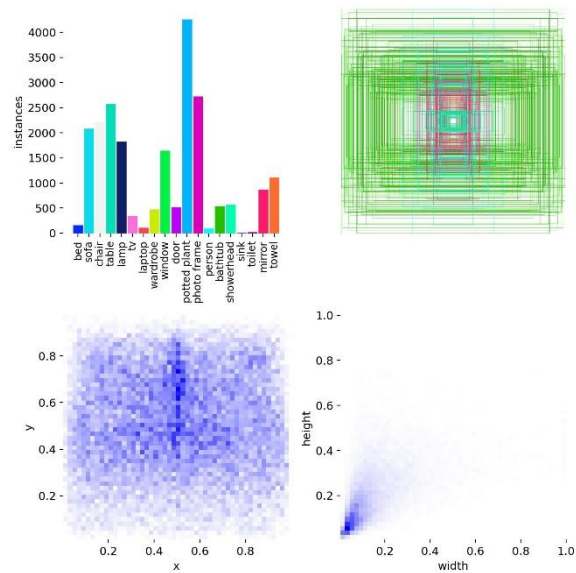 4000
3500
3000
2500
2000
1500
1000
500
0
instances
bed
sofa
chair
table
lamp
tv
laptop
wardrobe
window
door
potted plant
photo frame
person
bathtub
showerhead
sink
toilet
mirror
towel
0.8
0.6
0.4
0.2
y
0.2 0.4 0.6 0.8
x
1.0
0.8
0.6
0.4
0.2
height
0.2 0.4 0.6 0.8 1.0
width